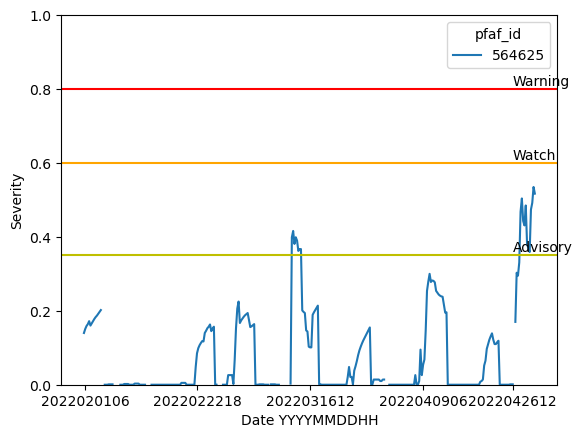 pfaf_id
564625
1.0
0.8
0.6
0.4
0.2
0.0
Severity
Warning
Watch
Advisory
2022020106
2022022218
2022031612
2022040906
2022042612
Date YYYYMMDDHH